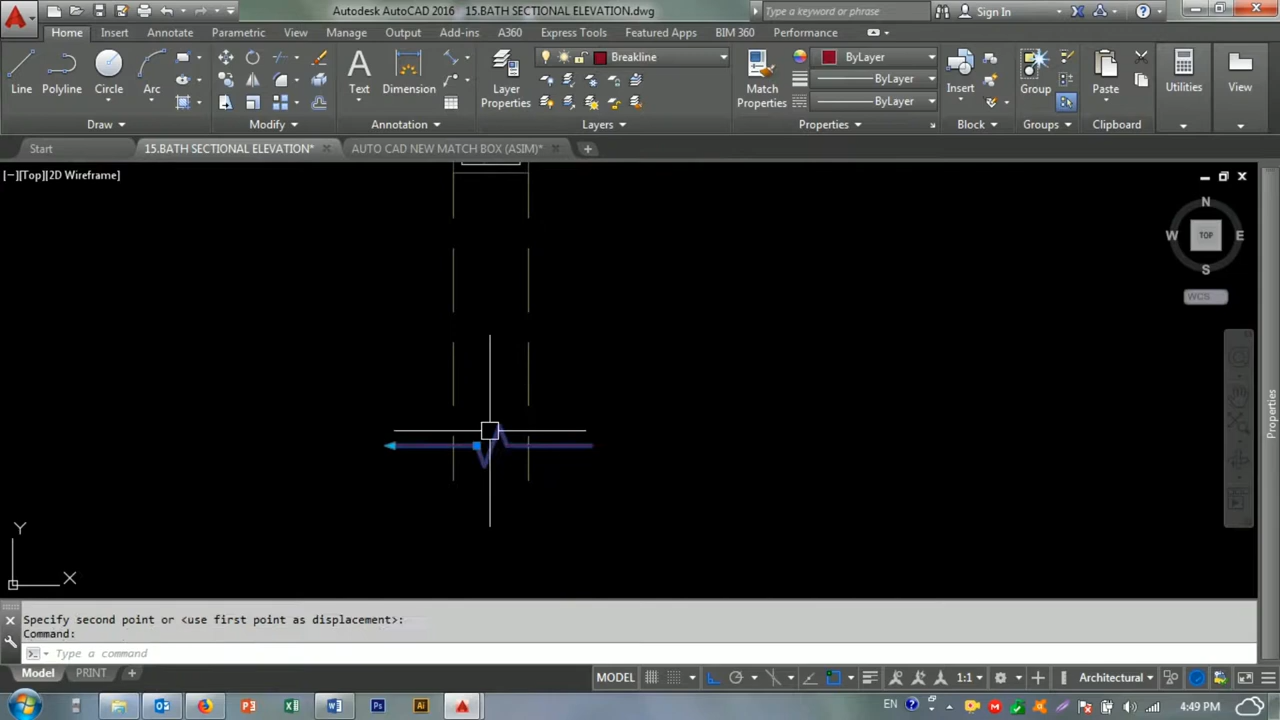 Autodesk AutoCAD 2016 15.BATH SECTIONAL ELEVATION.dwg
Type a keyword or phrase
Sign In
Home Insert Annotate Parametric View Manage Output Add-ins A360 Express Tools Featured Apps BIM 360 Performance
Breakline
ByLayer
ByLayer
ByLayer
Line Polyline Circle Arc Text Dimension Layer Properties Match Properties Insert Group Paste Utilities View
Draw Modify Annotation Layers Properties Block Groups Clipboard
Start 15.BATH SECTIONAL ELEVATION* AUTO CAD NEW MATCH BOX (ASIM)*
[−][Top][2D Wireframe]
N
W TOP E
S
WCS
Properties
Y
X
Specify second point or <use first point as displacement>:
Command:
Type a command
Model PRINT
MODEL 1:1 Architectural
EN 4:49 PM